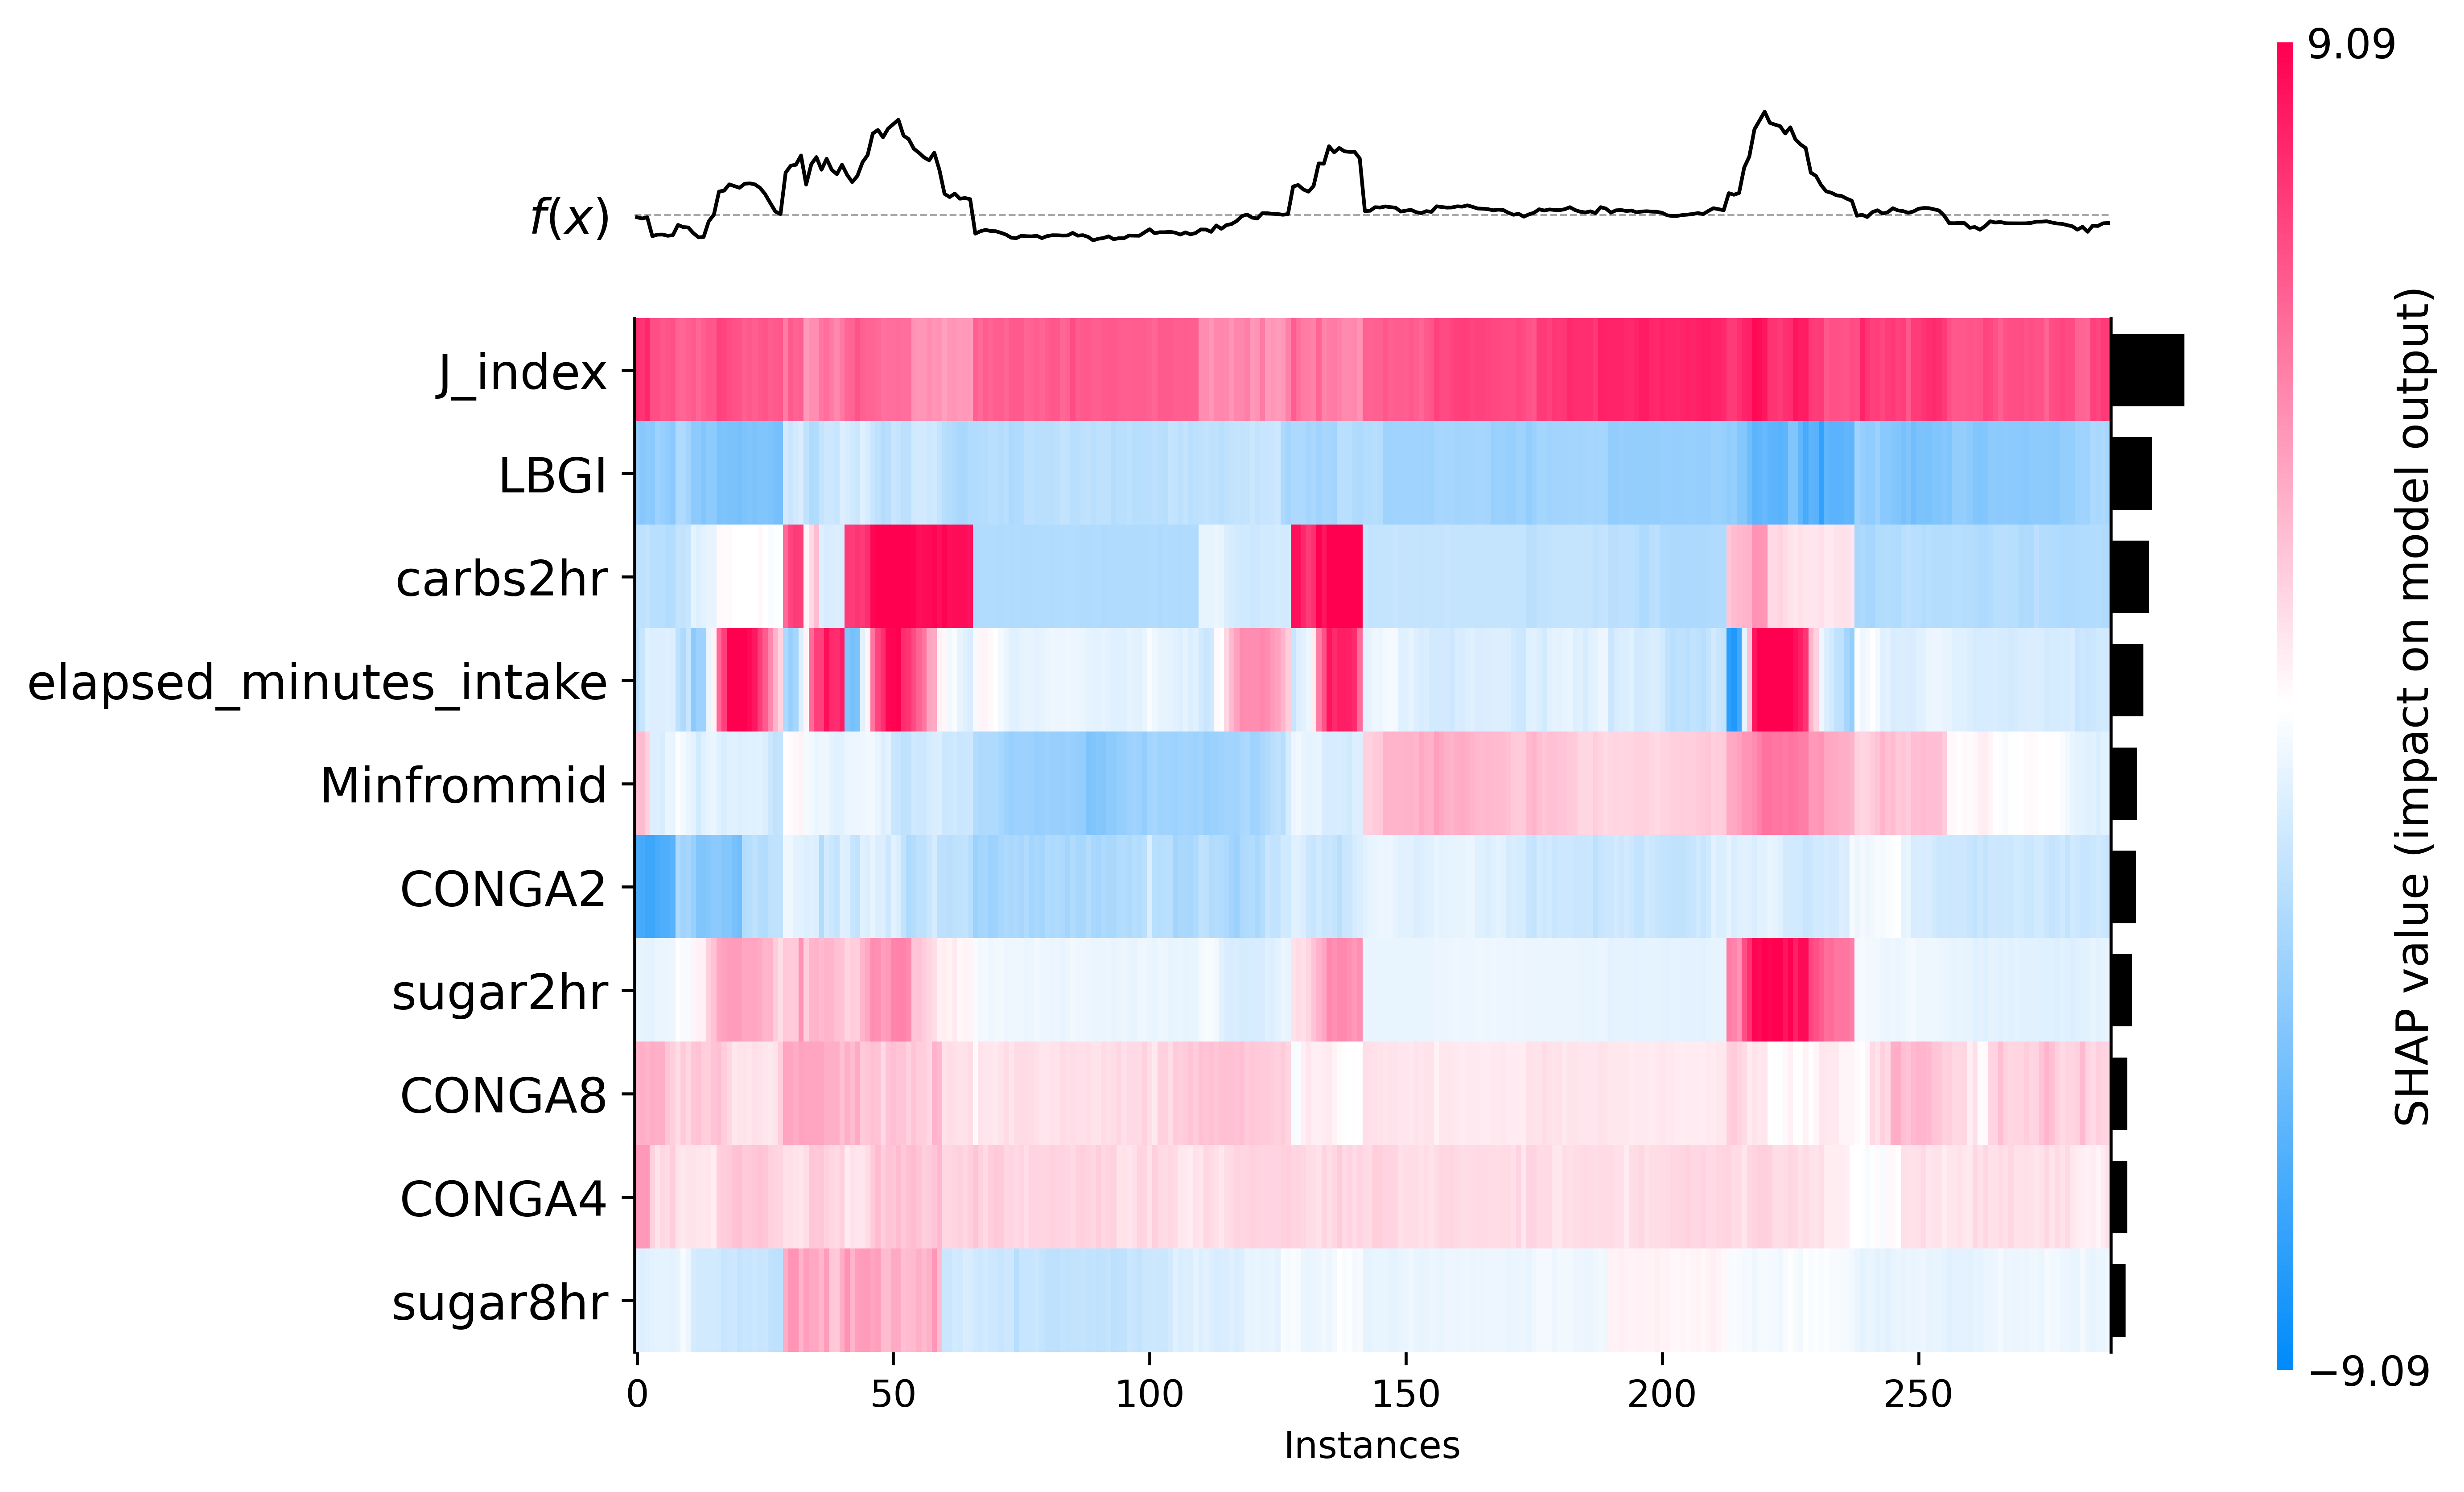 9.09
f(x)
J_index
LBGI
carbs2hr
elapsed_minutes_intake
Minfrommid
CONGA2
sugar2hr
CONGA8
CONGA4
sugar8hr
0 50 100 150 200 250
Instances
SHAP value (impact on model output)
−9.09